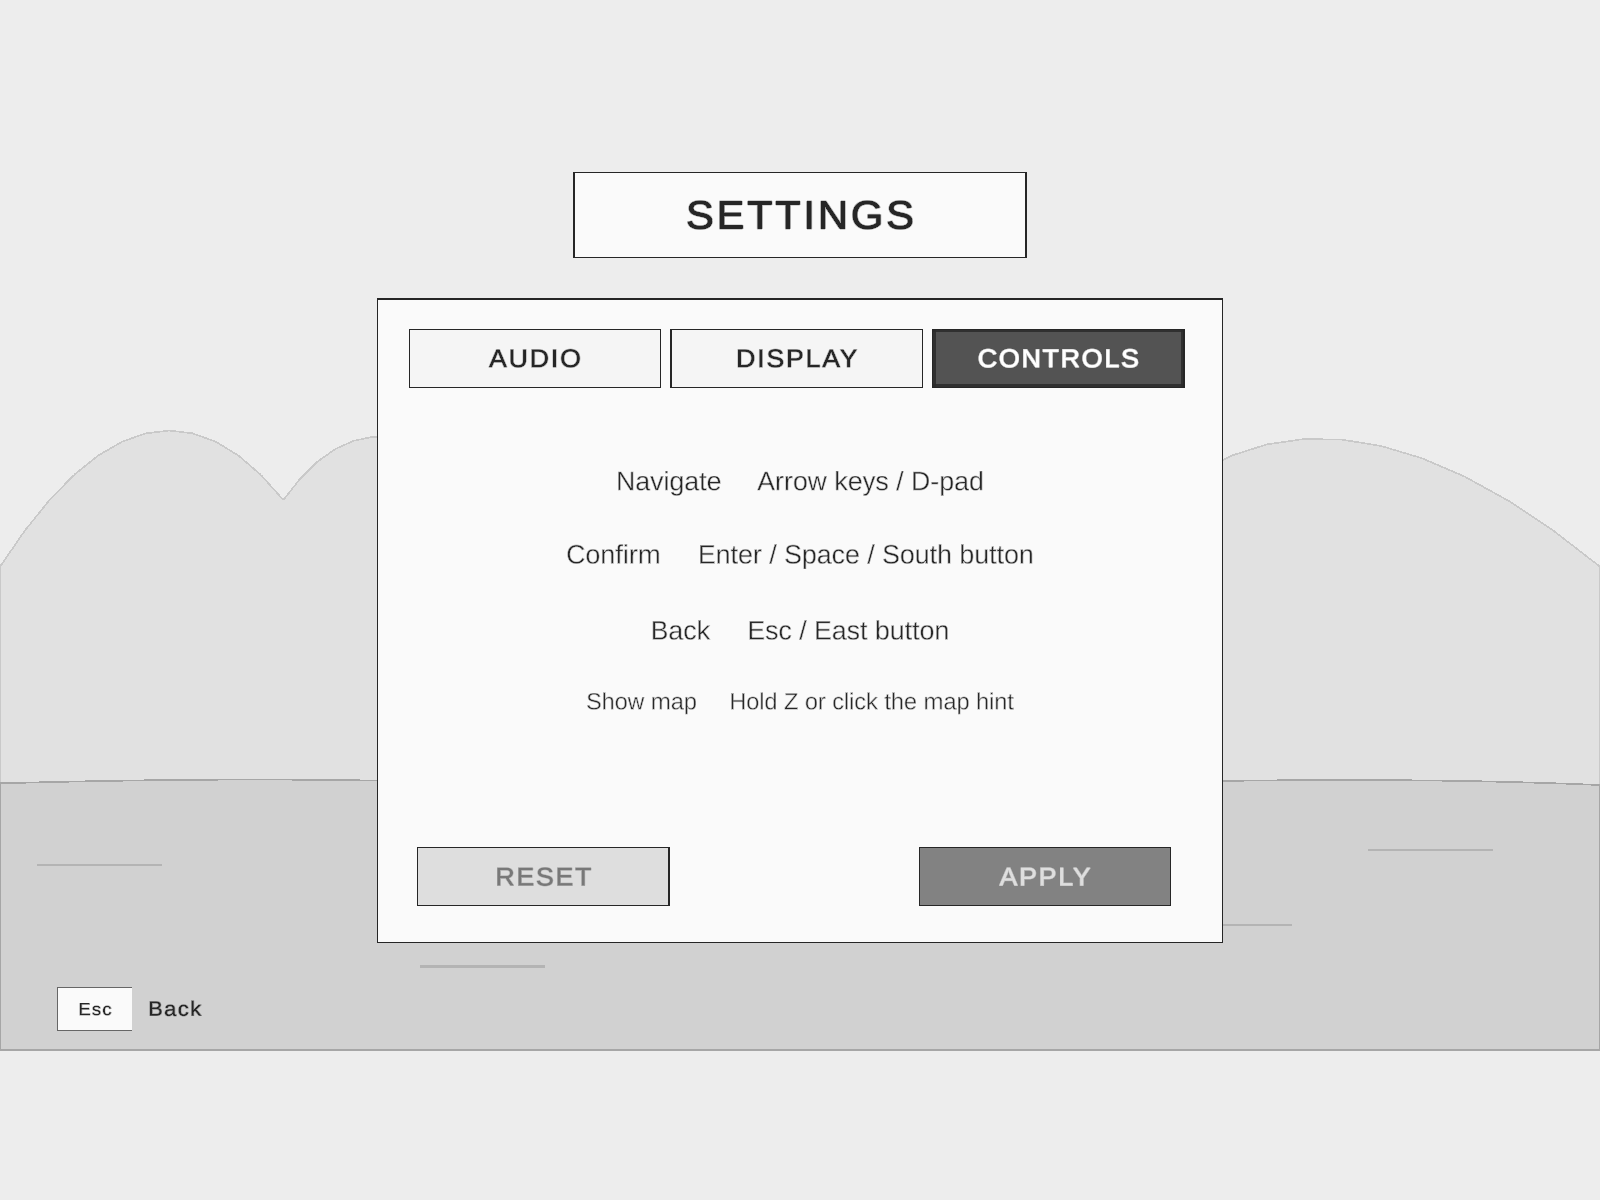 SETTINGS
AUDIO DISPLAY CONTROLS
Navigate Arrow keys / D-pad
Confirm Enter / Space / South button
Back Esc / East button
Show map Hold Z or click the map hint
RESET APPLY
Esc Back